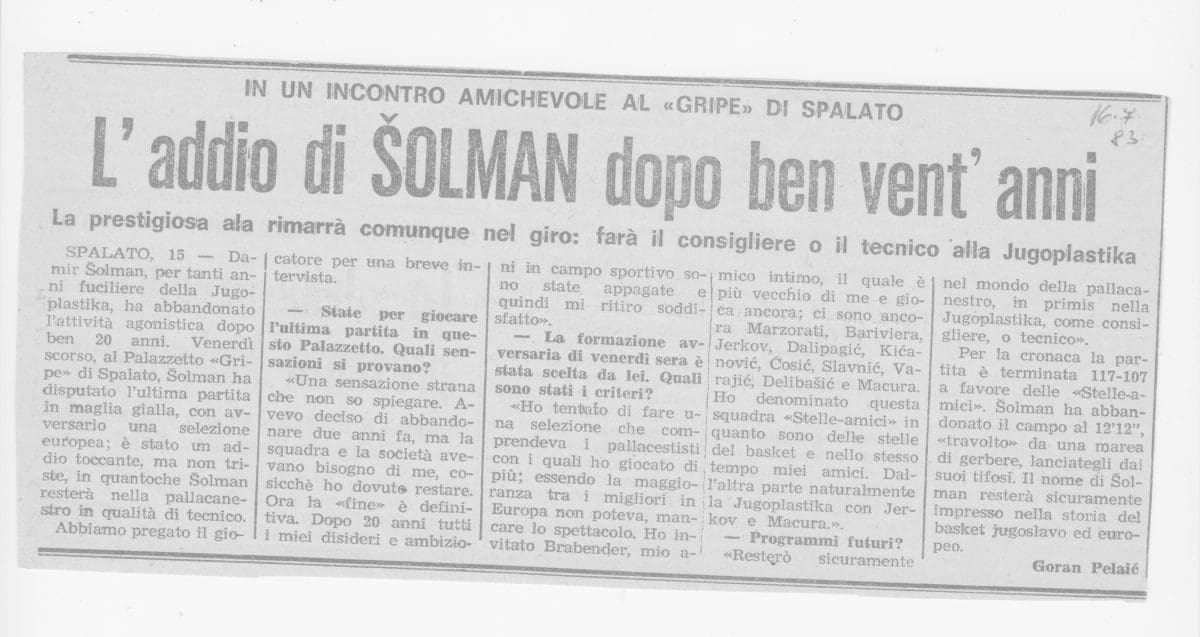 IN UN INCONTRO AMICHEVOLE AL «GRIPE» DI SPALATO
16.7
83.
L'addio di ŠOLMAN dopo ben vent'anni
La prestigiosa ala rimarrà comunque nel giro: farà il consigliere o il tecnico alla Jugoplastika
SPALATO, 15 — Da-
mir Šolman, per tanti an-
ni fuciliere della Jugo-
plastika, ha abbandonato
l'attività agonistica dopo
ben 20 anni. Venerdì
scorso, al Palazzetto «Gri-
pe» di Spalato, Šolman ha
disputato l'ultima partita
in maglia gialla, con av-
versario una selezione
europea; è stato un ad-
dio toccante, ma non tri-
ste, in quantoche Šolman
resterà nella pallacane-
stro in qualità di tecnico.
Abbiamo pregato il gio-
catore per una breve in-
tervista.
— State per giocare
l'ultima partita in que-
sto Palazzetto. Quali sen-
sazioni si provano?
«Una sensazione strana
che non so spiegare. A-
vevo deciso di abbando-
nare due anni fa, ma la
squadra e la società ave-
vano bisogno di me, co-
sicchè ho dovuto restare.
Ora la «fine» è defini-
tiva. Dopo 20 anni tutti
i miei disideri e ambizio-
ni in campo sportivo so-
no state appagate e
quindi mi ritiro soddi-
sfatto».
— La formazione av-
versaria di venerdì sera è
stata scelta da lei. Quali
sono stati i criteri?
«Ho tentato di fare u-
na selezione che com-
prendeva i pallacestisti
con i quali ho giocato di
più; essendo la maggio-
ranza tra i migliori in
Europa non poteva, man-
care lo spettacolo. Ho in-
vitato Brabender, mio a-
mico intimo, il quale è
più vecchio di me e gio-
ca ancora; ci sono anco-
ra Marzorati, Bariviera,
Jerkov, Dalipagić, Kića-
nović, Ćosić, Slavnić, Va-
rajić, Delibašić e Macura.
Ho denominato questa
squadra «Stelle-amici» in
quanto sono delle stelle
del basket e nello stesso
tempo miei amici. Dal-
l'altra parte naturalmente
la Jugoplastika con Jer-
kov e Macura.».
— Programmi futuri?
«Resterò sicuramente
nel mondo della pallaca-
nestro, in primis nella
Jugoplastika, come consi-
gliere, o tecnico».
Per la cronaca la par-
tita è terminata 117-107
a favore delle «Stelle-a-
mici». Šolman ha abban-
donato il campo al 12'12",
«travolto» da una marea
di gerbere, lanciategli dai
suoi tifosi. Il nome di Šol-
man resterà sicuramente
impresso nella storia del
basket jugoslavo ed euro-
peo.
Goran Pelaić